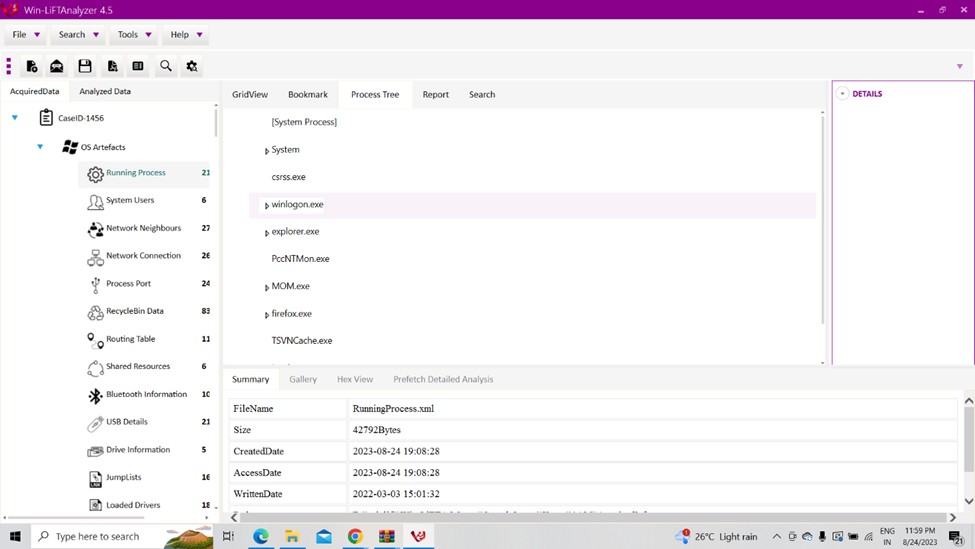 Win-LiFTAnalyzer 4.5
File Search Tools Help
AcquiredData Analyzed Data
CaseID-1456
OS Artefacts
Running Process 21
System Users 6
Network Neighbours 27
Network Connection 26
Process Port 24
RecycleBin Data 83
Routing Table 11
Shared Resources 6
Bluetooth Information 10
USB Details 21
Drive Information 5
JumpLists 16
Loaded Drivers 18
GridView Bookmark Process Tree Report Search
[System Process]
System
csrss.exe
winlogon.exe
explorer.exe
PccNTMon.exe
MOM.exe
firefox.exe
TSVNCache.exe
DETAILS
Summary Gallery Hex View Prefetch Detailed Analysis
FileName RunningProcess.xml
Size 42792Bytes
CreatedDate 2023-08-24 19:08:28
AccessDate 2023-08-24 19:08:28
WrittenDate 2022-03-03 15:01:32
Type here to search
26°C Light rain
ENG
IN
11:59 PM
8/24/2023
21